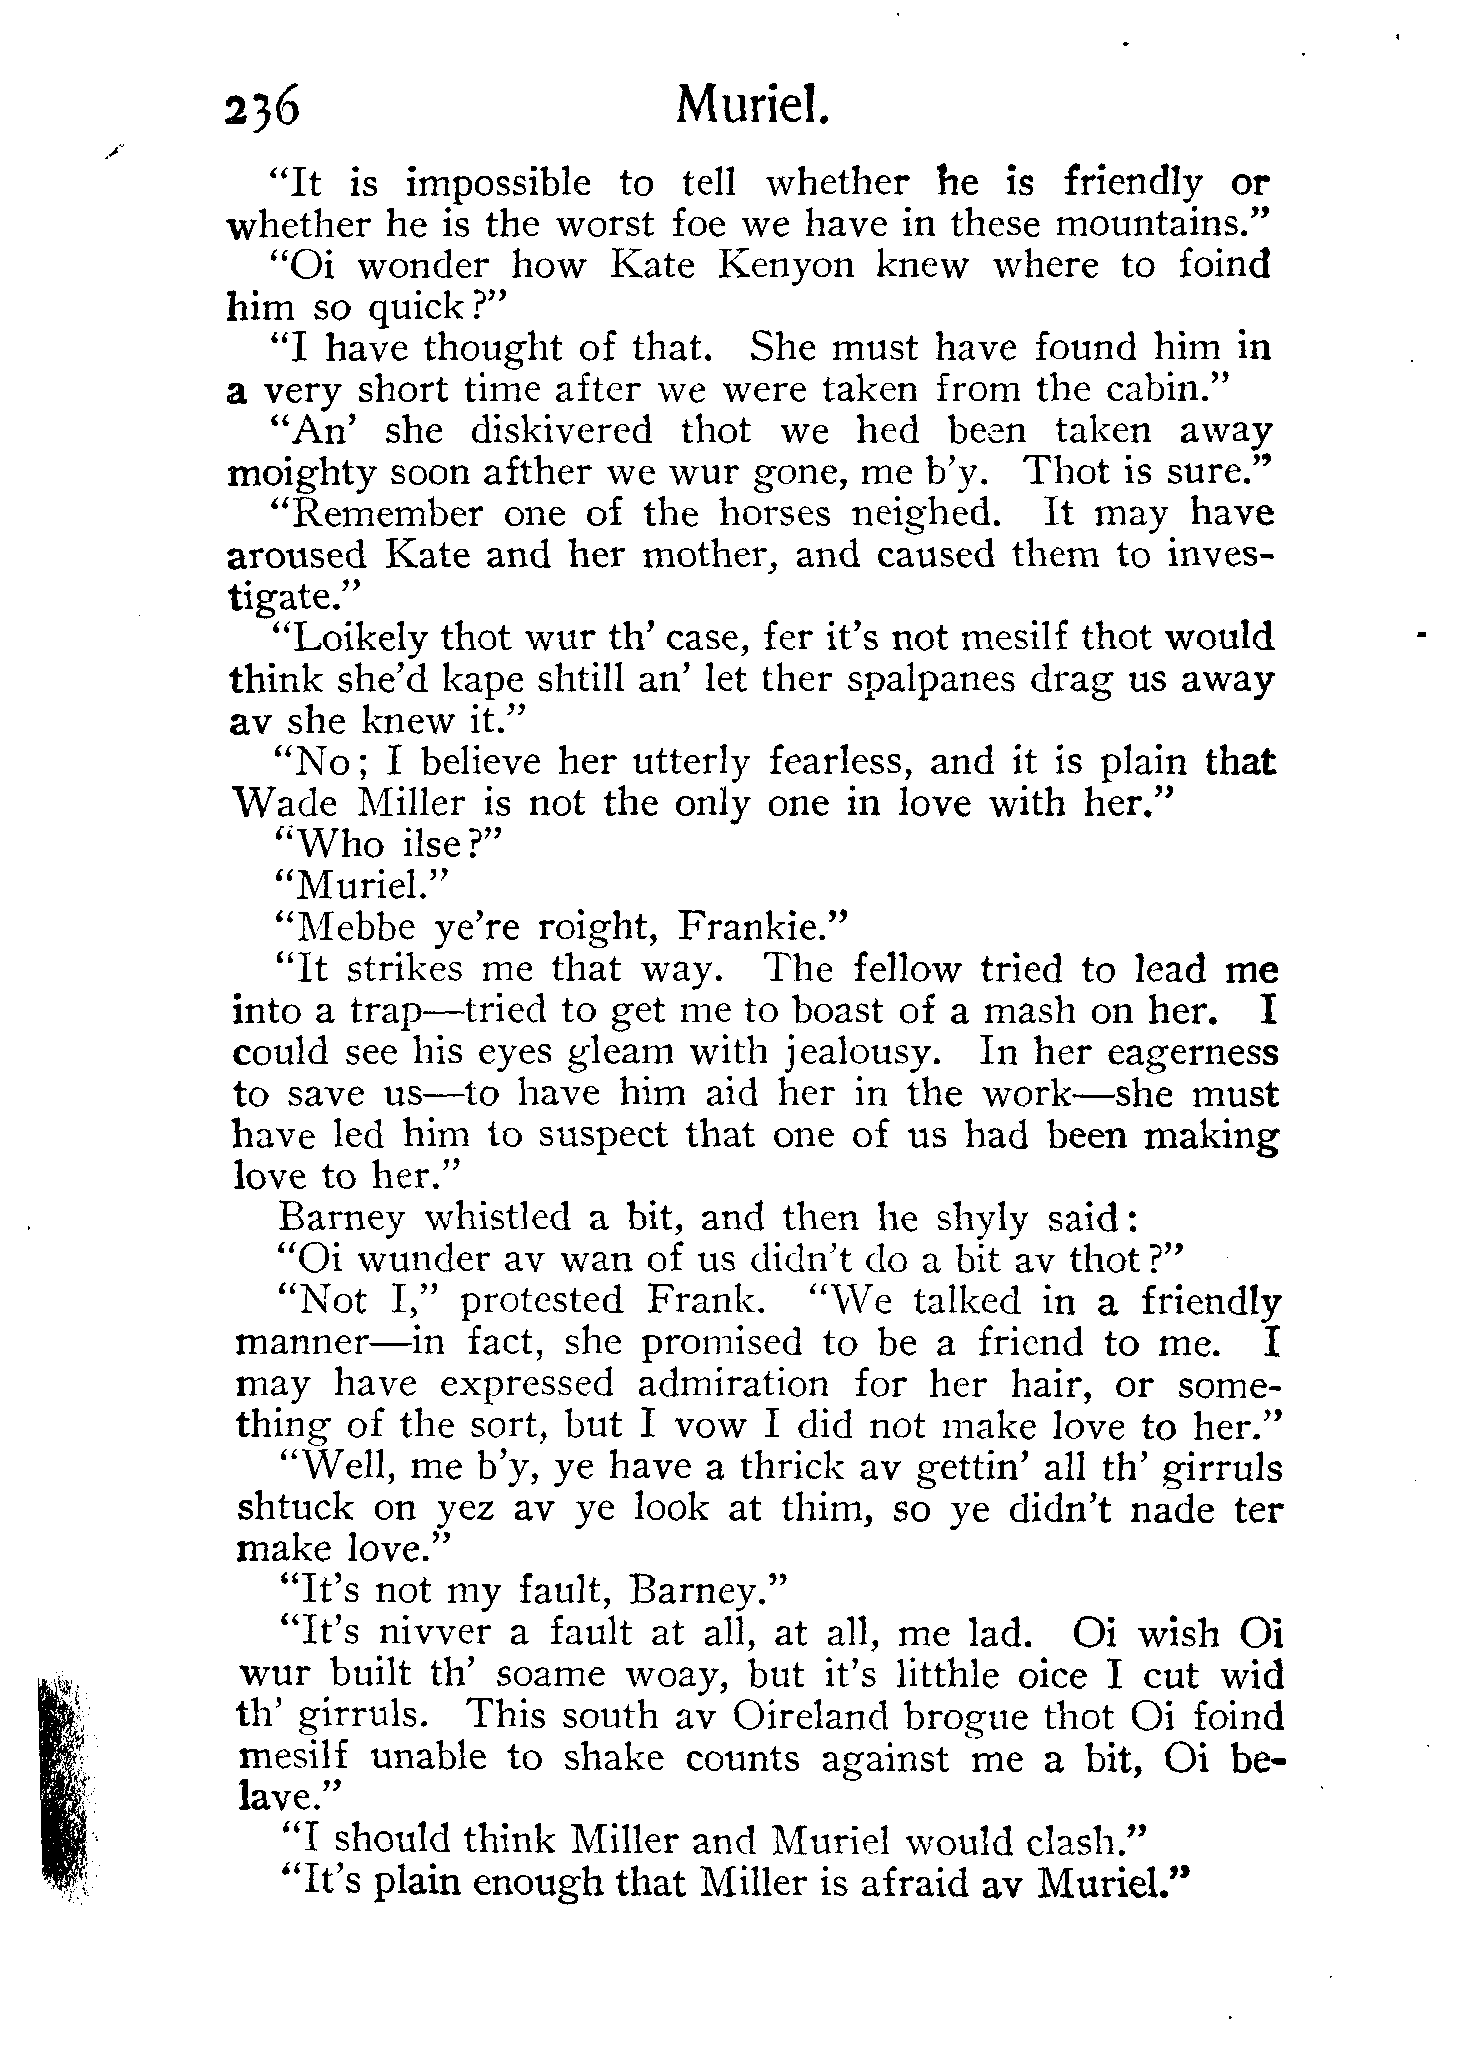 236 Muriel.
"It is impossible to tell whether he is friendly or
whether he is the worst foe we have in these mountains."
"Oi wonder how Kate Kenyon knew where to foind
him so quick?"
"I have thought of that. She must have found him in
a very short time after we were taken from the cabin."
"An' she diskivered thot we hed been taken away
moighty soon afther we wur gone, me b'y. Thot is sure."
"Remember one of the horses neighed. It may have
aroused Kate and her mother, and caused them to inves-
tigate."
"Loikely thot wur th' case, fer it's not mesilf thot would
think she'd kape shtill an' let ther spalpanes drag us away
av she knew it."
"No; I believe her utterly fearless, and it is plain that
Wade Miller is not the only one in love with her."
"Who ilse?"
"Muriel."
"Mebbe ye're roight, Frankie."
"It strikes me that way. The fellow tried to lead me
into a trap—tried to get me to boast of a mash on her. I
could see his eyes gleam with jealousy. In her eagerness
to save us—to have him aid her in the work—she must
have led him to suspect that one of us had been making
love to her."
Barney whistled a bit, and then he shyly said:
"Oi wunder av wan of us didn't do a bit av thot?"
"Not I," protested Frank. "We talked in a friendly
manner—in fact, she promised to be a friend to me. I
may have expressed admiration for her hair, or some-
thing of the sort, but I vow I did not make love to her."
"Well, me b'y, ye have a thrick av gettin' all th' girruls
shtuck on yez av ye look at thim, so ye didn't nade ter
make love."
"It's not my fault, Barney."
"It's nivver a fault at all, at all, me lad. Oi wish Oi
wur built th' soame woay, but it's litthle oice I cut wid
th' girruls. This south av Oireland brogue thot Oi foind
mesilf unable to shake counts against me a bit, Oi be-
lave."
"I should think Miller and Muriel would clash."
"It's plain enough that Miller is afraid av Muriel."